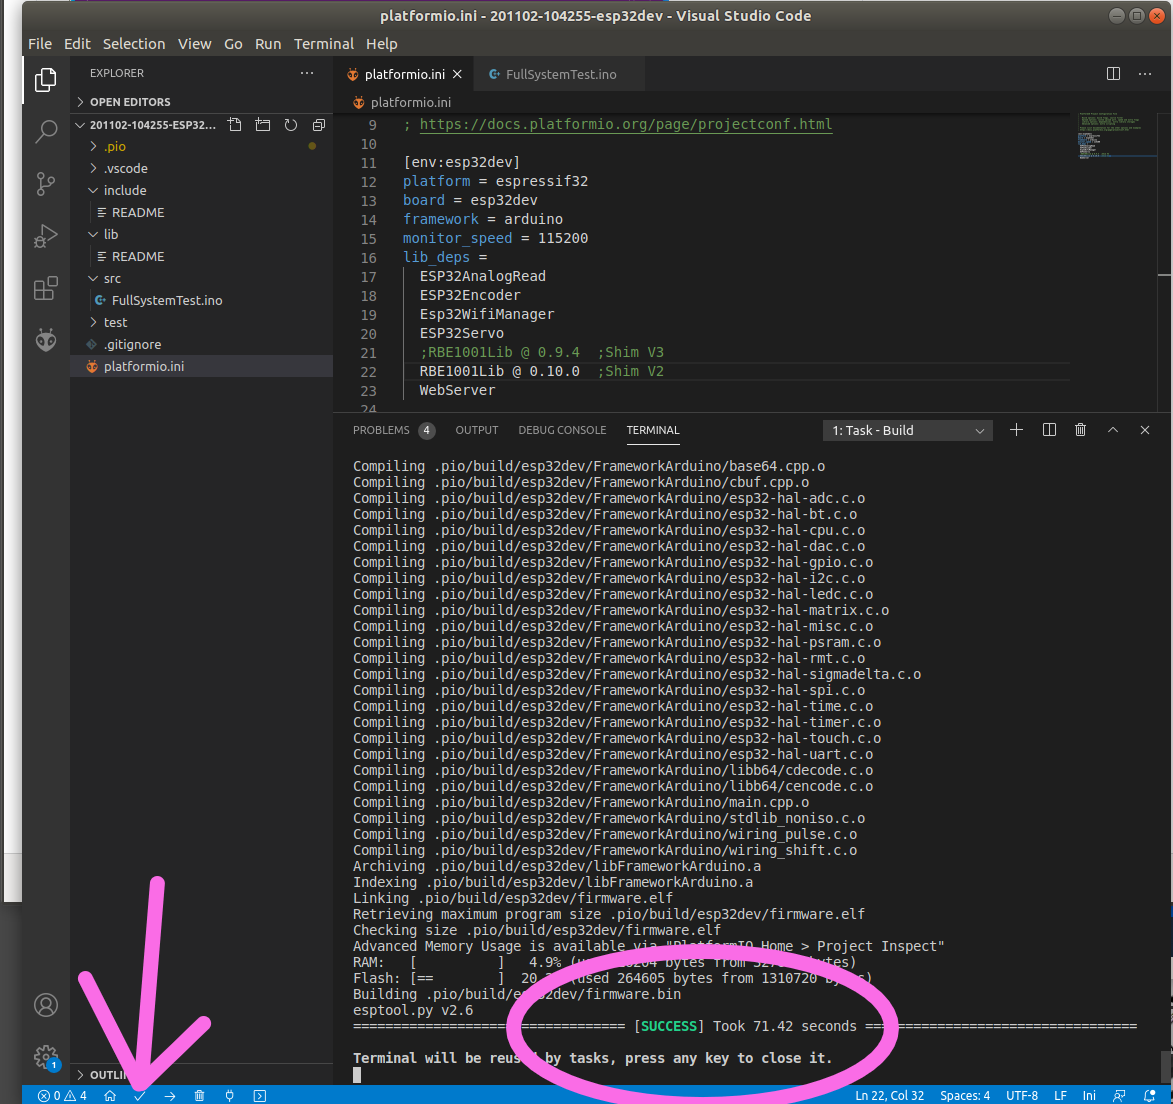 platformio.ini - 201102-104255-esp32dev - Visual Studio Code
File Edit Selection View Go Run Terminal Help
EXPLORER
OPEN EDITORS
201102-104255-ESP32...
.pio
.vscode
include
README
lib
README
src
FullSystemTest.ino
test
.gitignore
platformio.ini
platformio.ini FullSystemTest.ino
platformio.ini
9 ; https://docs.platformio.org/page/projectconf.html
10
11 [env:esp32dev]
12 platform = espressif32
13 board = esp32dev
14 framework = arduino
15 monitor_speed = 115200
16 lib_deps =
17 ESP32AnalogRead
18 ESP32Encoder
19 Esp32WifiManager
20 ESP32Servo
21 ;RBE1001Lib @ 0.9.4 ;Shim V3
22 RBE1001Lib @ 0.10.0 ;Shim V2
23 WebServer
24
PROBLEMS 4 OUTPUT DEBUG CONSOLE TERMINAL 1: Task - Build
Compiling .pio/build/esp32dev/FrameworkArduino/base64.cpp.o
Compiling .pio/build/esp32dev/FrameworkArduino/cbuf.cpp.o
Compiling .pio/build/esp32dev/FrameworkArduino/esp32-hal-adc.c.o
Compiling .pio/build/esp32dev/FrameworkArduino/esp32-hal-bt.c.o
Compiling .pio/build/esp32dev/FrameworkArduino/esp32-hal-cpu.c.o
Compiling .pio/build/esp32dev/FrameworkArduino/esp32-hal-dac.c.o
Compiling .pio/build/esp32dev/FrameworkArduino/esp32-hal-gpio.c.o
Compiling .pio/build/esp32dev/FrameworkArduino/esp32-hal-i2c.c.o
Compiling .pio/build/esp32dev/FrameworkArduino/esp32-hal-ledc.c.o
Compiling .pio/build/esp32dev/FrameworkArduino/esp32-hal-matrix.c.o
Compiling .pio/build/esp32dev/FrameworkArduino/esp32-hal-misc.c.o
Compiling .pio/build/esp32dev/FrameworkArduino/esp32-hal-psram.c.o
Compiling .pio/build/esp32dev/FrameworkArduino/esp32-hal-rmt.c.o
Compiling .pio/build/esp32dev/FrameworkArduino/esp32-hal-sigmadelta.c.o
Compiling .pio/build/esp32dev/FrameworkArduino/esp32-hal-spi.c.o
Compiling .pio/build/esp32dev/FrameworkArduino/esp32-hal-time.c.o
Compiling .pio/build/esp32dev/FrameworkArduino/esp32-hal-timer.c.o
Compiling .pio/build/esp32dev/FrameworkArduino/esp32-hal-touch.c.o
Compiling .pio/build/esp32dev/FrameworkArduino/esp32-hal-uart.c.o
Compiling .pio/build/esp32dev/FrameworkArduino/libb64/cdecode.c.o
Compiling .pio/build/esp32dev/FrameworkArduino/libb64/cencode.c.o
Compiling .pio/build/esp32dev/FrameworkArduino/main.cpp.o
Compiling .pio/build/esp32dev/FrameworkArduino/stdlib_noniso.c.o
Compiling .pio/build/esp32dev/FrameworkArduino/wiring_pulse.c.o
Compiling .pio/build/esp32dev/FrameworkArduino/wiring_shift.c.o
Archiving .pio/build/esp32dev/libFrameworkArduino.a
Indexing .pio/build/esp32dev/libFrameworkArduino.a
Linking .pio/build/esp32dev/firmware.elf
Retrieving maximum program size .pio/build/esp32dev/firmware.elf
Checking size .pio/build/esp32dev/firmware.elf
Advanced Memory Usage is available via "PlatformIO Home > Project Inspect"
RAM: [ ] 4.9% bytes from
Flash: [== ] (used 264605 bytes from 1310720
Building .pio/build/esp32dev/firmware.bin
esptool.py v2.6
================================== [SUCCESS] Took 71.42 seconds ==================================
Terminal will be reused by tasks, press any key to close it.
1
0 4 Ln 22, Col 32 Spaces: 4 UTF-8 LF Ini